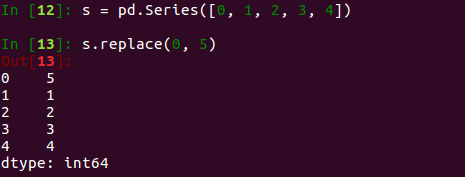 In [12]: s = pd.Series([0, 1, 2, 3, 4])
In [13]: s.replace(0, 5)
Out[13]:
0    5
1    1
2    2
3    3
4    4
dtype: int64